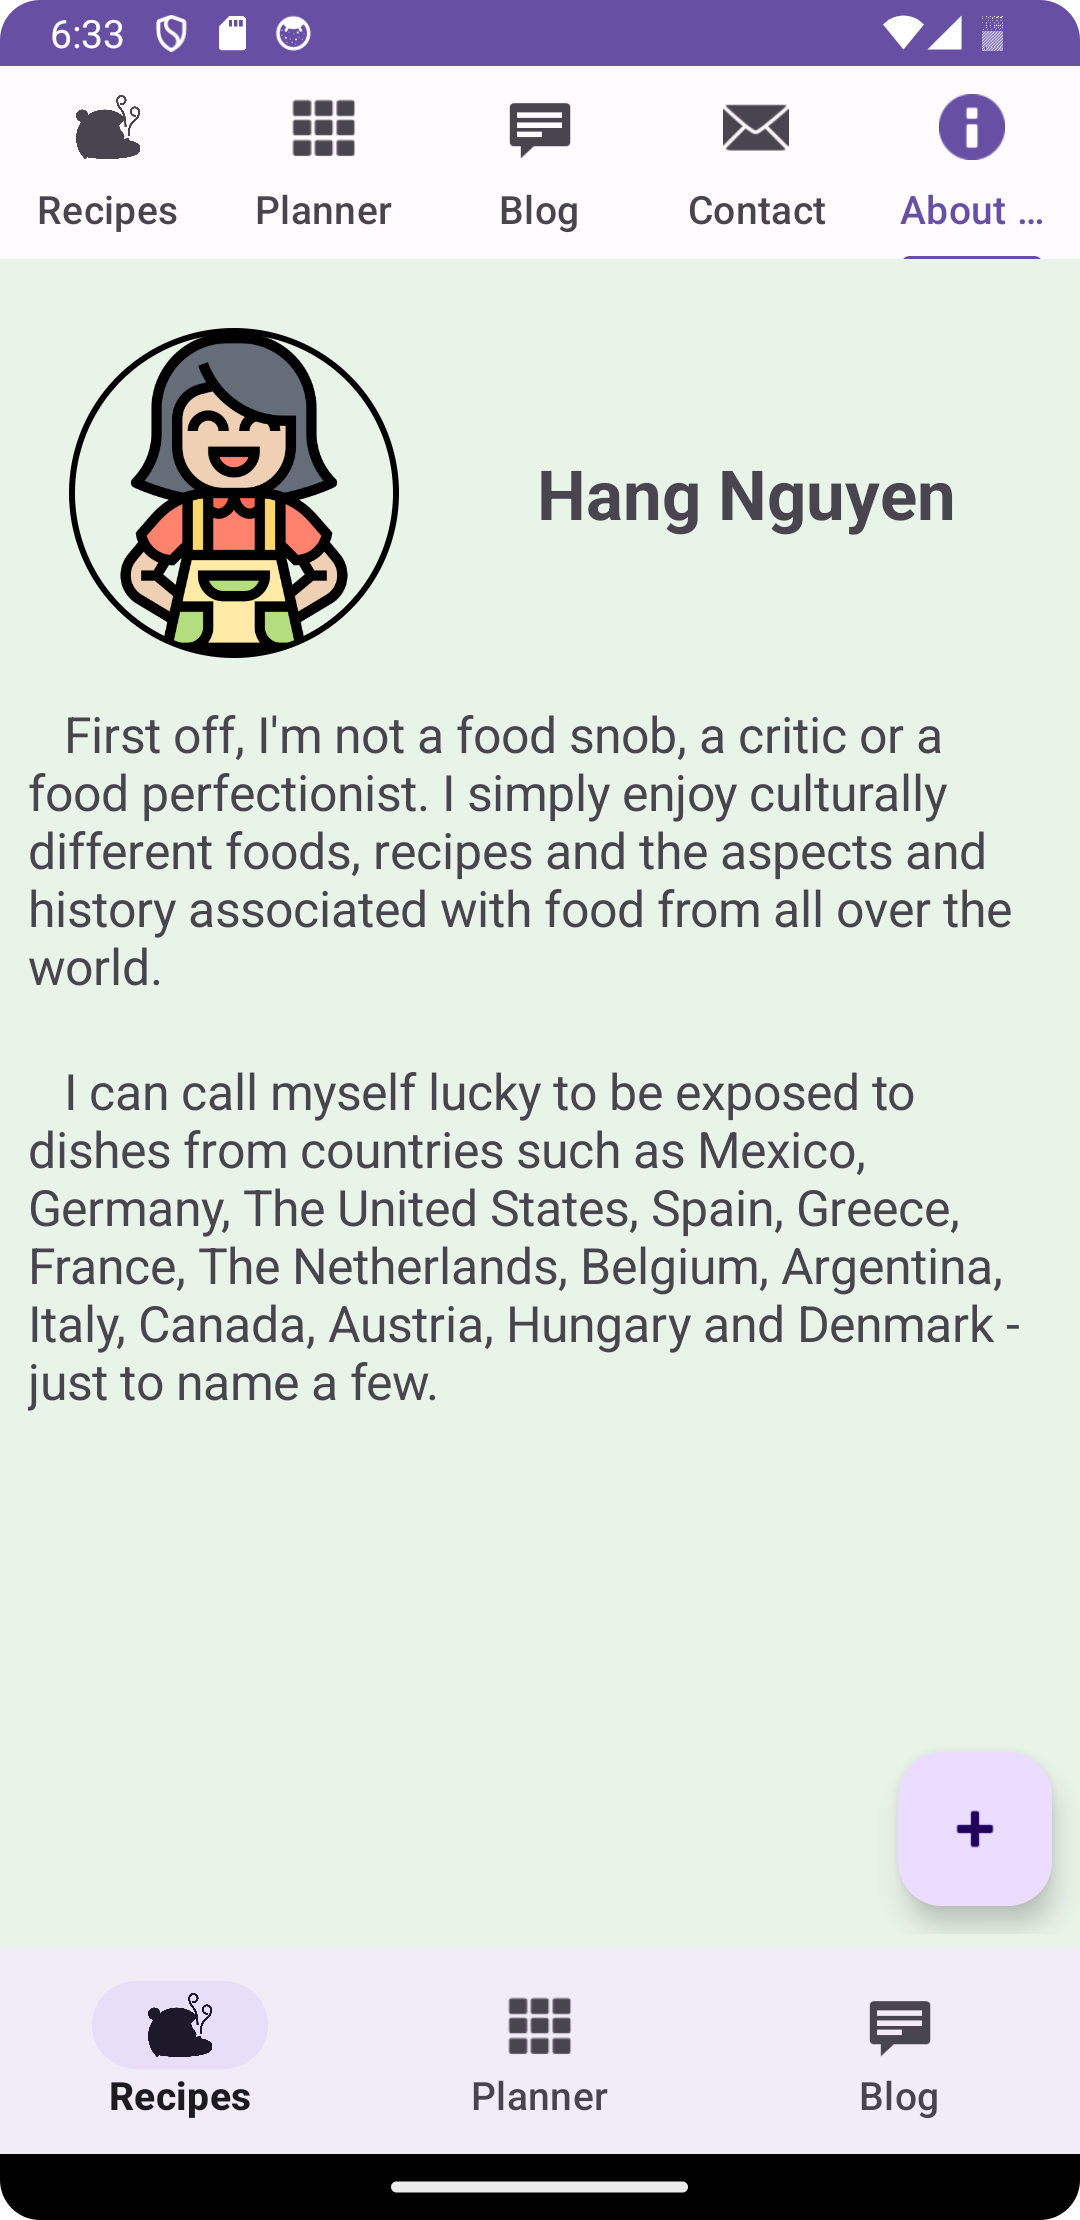 6:33
Recipes Planner Blog Contact About ...
Hang Nguyen
First off, I'm not a food snob, a critic or a
food perfectionist. I simply enjoy culturally
different foods, recipes and the aspects and
history associated with food from all over the
world.
I can call myself lucky to be exposed to
dishes from countries such as Mexico,
Germany, The United States, Spain, Greece,
France, The Netherlands, Belgium, Argentina,
Italy, Canada, Austria, Hungary and Denmark -
just to name a few.
Recipes Planner Blog